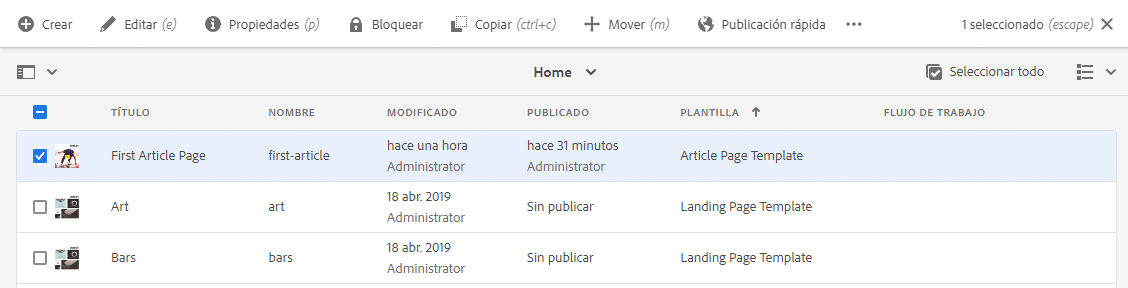 Crear Editar (e) Propiedades (p) Bloquear Copiar (ctrl+c) Mover (m) Publicación rápida ••• 1 seleccionado (escape)
Home Seleccionar todo
TÍTULO NOMBRE MODIFICADO PUBLICADO PLANTILLA FLUJO DE TRABAJO
First Article Page first-article hace una hora hace 31 minutos Article Page Template
Administrator Administrator
Art art 18 abr. 2019 Sin publicar Landing Page Template
Administrator
Bars bars 18 abr. 2019 Sin publicar Landing Page Template
Administrator